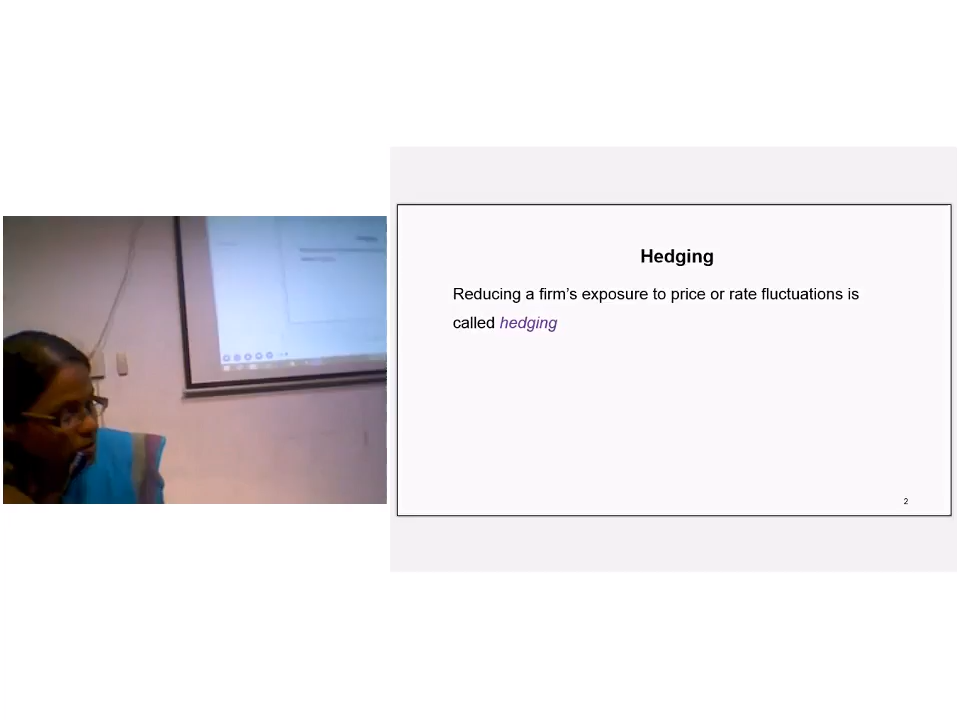 Hedging
Reducing a firm's exposure to price or rate fluctuations is
called hedging
2